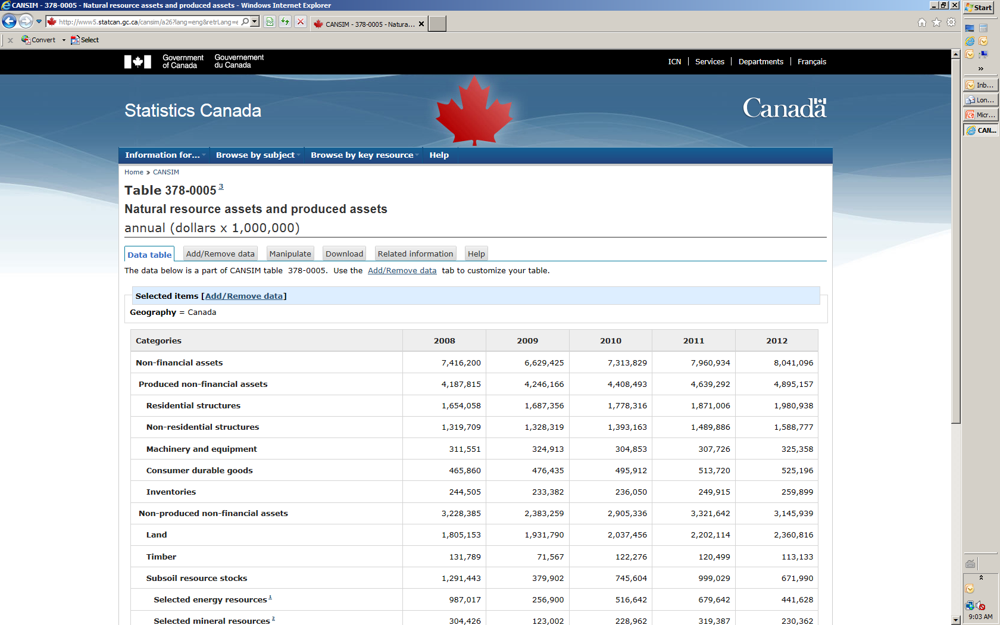 CANSIM - 378-0005 - Natural resource assets and produced assets - Windows Internet Explorer
Start
http://www5.statcan.gc.ca/cansim/a26?lang=eng&retrLang=e
CANSIM - 378-0005 - Natura...
Convert Select
Government of Canada
Gouvernement du Canada
ICN Services Departments Français
Inb...
Lon...
Micr...
CAN...
Statistics Canada
Canada
Information for... Browse by subject Browse by key resource Help
Home › CANSIM
Table 378-0005 3
Natural resource assets and produced assets
annual (dollars x 1,000,000)
Data table Add/Remove data Manipulate Download Related information Help
The data below is a part of CANSIM table 378-0005. Use the Add/Remove data tab to customize your table.
Selected items [Add/Remove data]
Geography = Canada
Categories 2008 2009 2010 2011 2012
Non-financial assets 7,416,200 6,629,425 7,313,829 7,960,934 8,041,096
Produced non-financial assets 4,187,815 4,246,166 4,408,493 4,639,292 4,895,157
Residential structures 1,654,058 1,687,356 1,778,316 1,871,006 1,980,938
Non-residential structures 1,319,709 1,328,319 1,393,163 1,489,886 1,588,777
Machinery and equipment 311,551 324,913 304,853 307,726 325,358
Consumer durable goods 465,860 476,435 495,912 513,720 525,196
Inventories 244,505 233,382 236,050 249,915 259,899
Non-produced non-financial assets 3,228,385 2,383,259 2,905,336 3,321,642 3,145,939
Land 1,805,153 1,931,790 2,037,456 2,202,114 2,360,816
Timber 131,789 71,567 122,276 120,499 113,133
Subsoil resource stocks 1,291,443 379,902 745,604 999,029 671,990
Selected energy resources 1 987,017 256,900 516,642 679,642 441,628
Selected mineral resources 2 304,426 123,002 228,962 319,387 230,362
9:03 AM